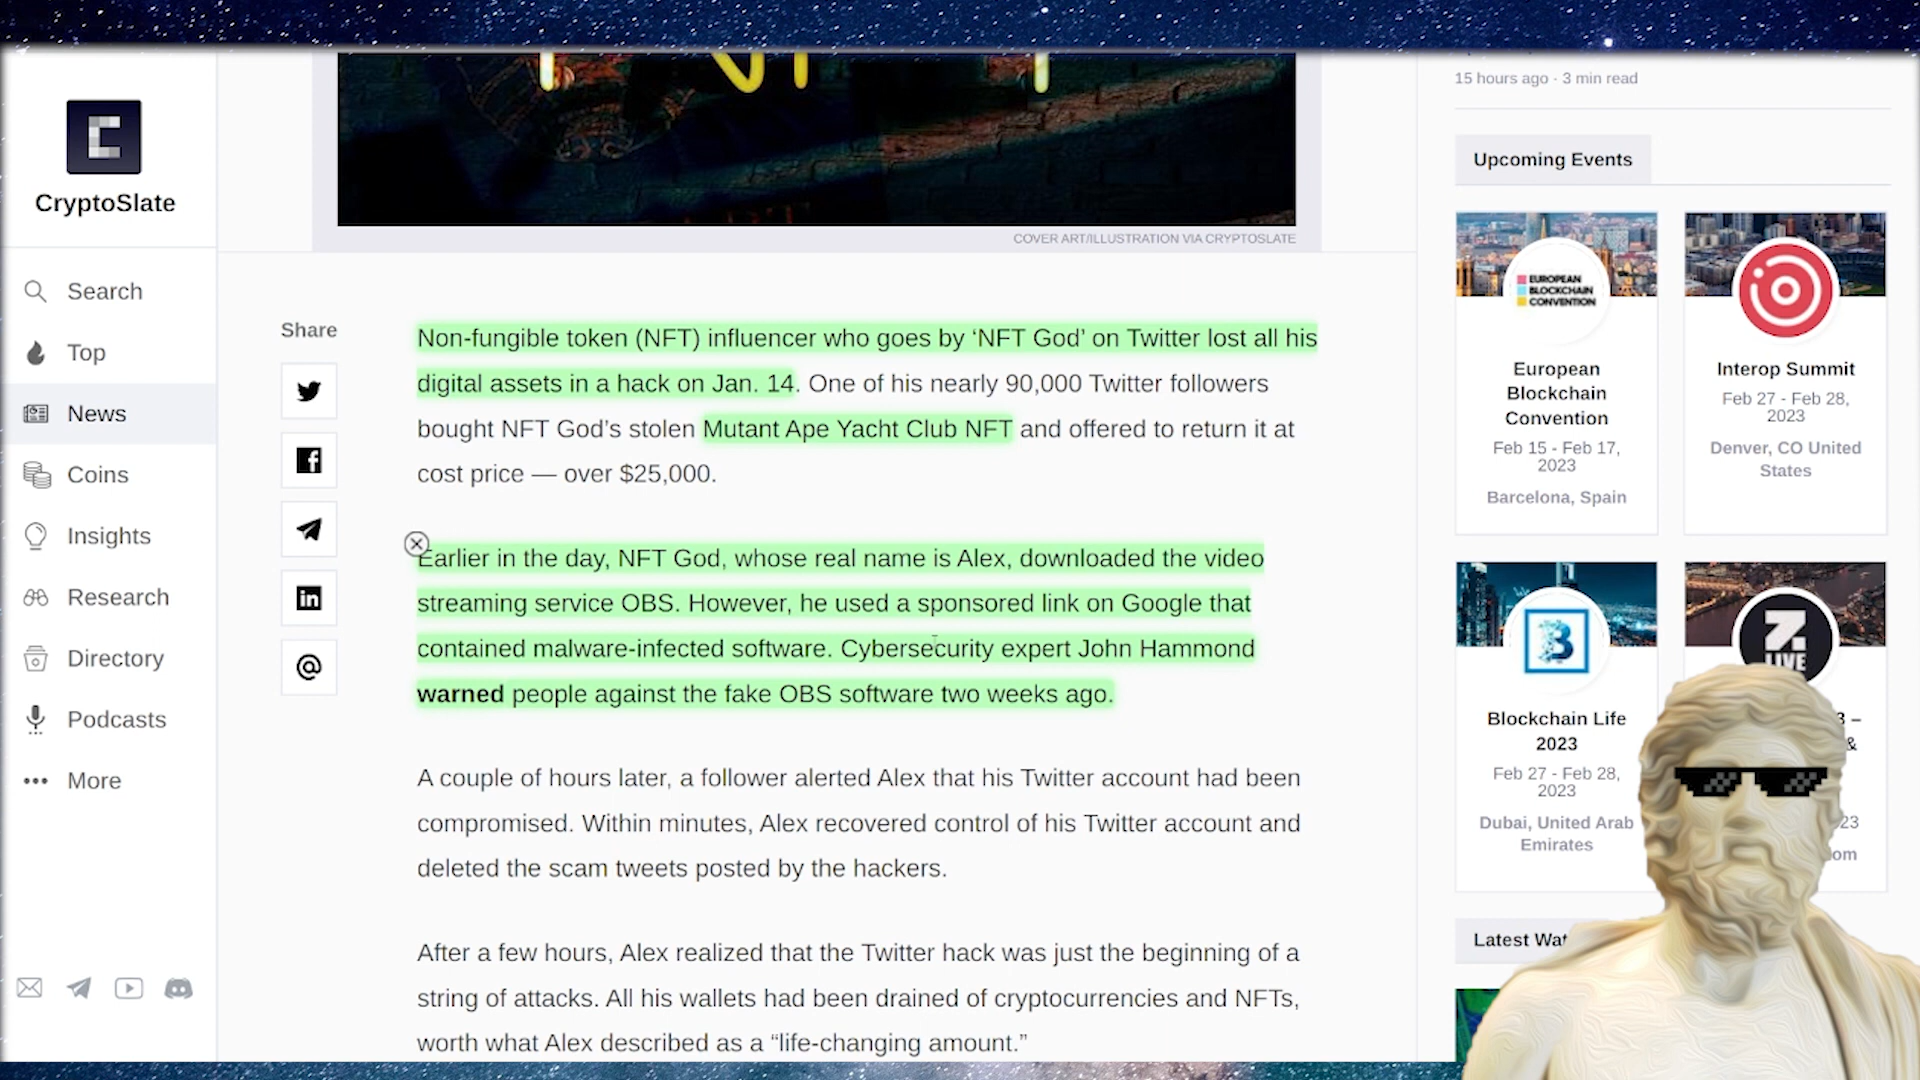 CryptoSlate
Search
Top
News
Coins
Insights
Research
Directory
Podcasts
More
COVER ART/ILLUSTRATION VIA CRYPTOSLATE
Share
Non-fungible token (NFT) influencer who goes by ‘NFT God’ on Twitter lost all his
digital assets in a hack on Jan. 14. One of his nearly 90,000 Twitter followers
bought NFT God’s stolen Mutant Ape Yacht Club NFT and offered to return it at
cost price — over $25,000.
Earlier in the day, NFT God, whose real name is Alex, downloaded the video
streaming service OBS. However, he used a sponsored link on Google that
contained malware-infected software. Cybersecurity expert John Hammond
warned people against the fake OBS software two weeks ago.
A couple of hours later, a follower alerted Alex that his Twitter account had been
compromised. Within minutes, Alex recovered control of his Twitter account and
deleted the scam tweets posted by the hackers.
After a few hours, Alex realized that the Twitter hack was just the beginning of a
string of attacks. All his wallets had been drained of cryptocurrencies and NFTs,
worth what Alex described as a “life-changing amount.”
15 hours ago · 3 min read
Upcoming Events
EUROPEAN
BLOCKCHAIN
CONVENTION
European
Blockchain
Convention
Feb 15 - Feb 17,
2023
Barcelona, Spain
Interop Summit
Feb 27 - Feb 28,
2023
Denver, CO United
States
B
Blockchain Life
2023
Feb 27 - Feb 28,
2023
Dubai, United Arab
Emirates
Z.
LIVE
3 –
&
23
om
Latest Wat